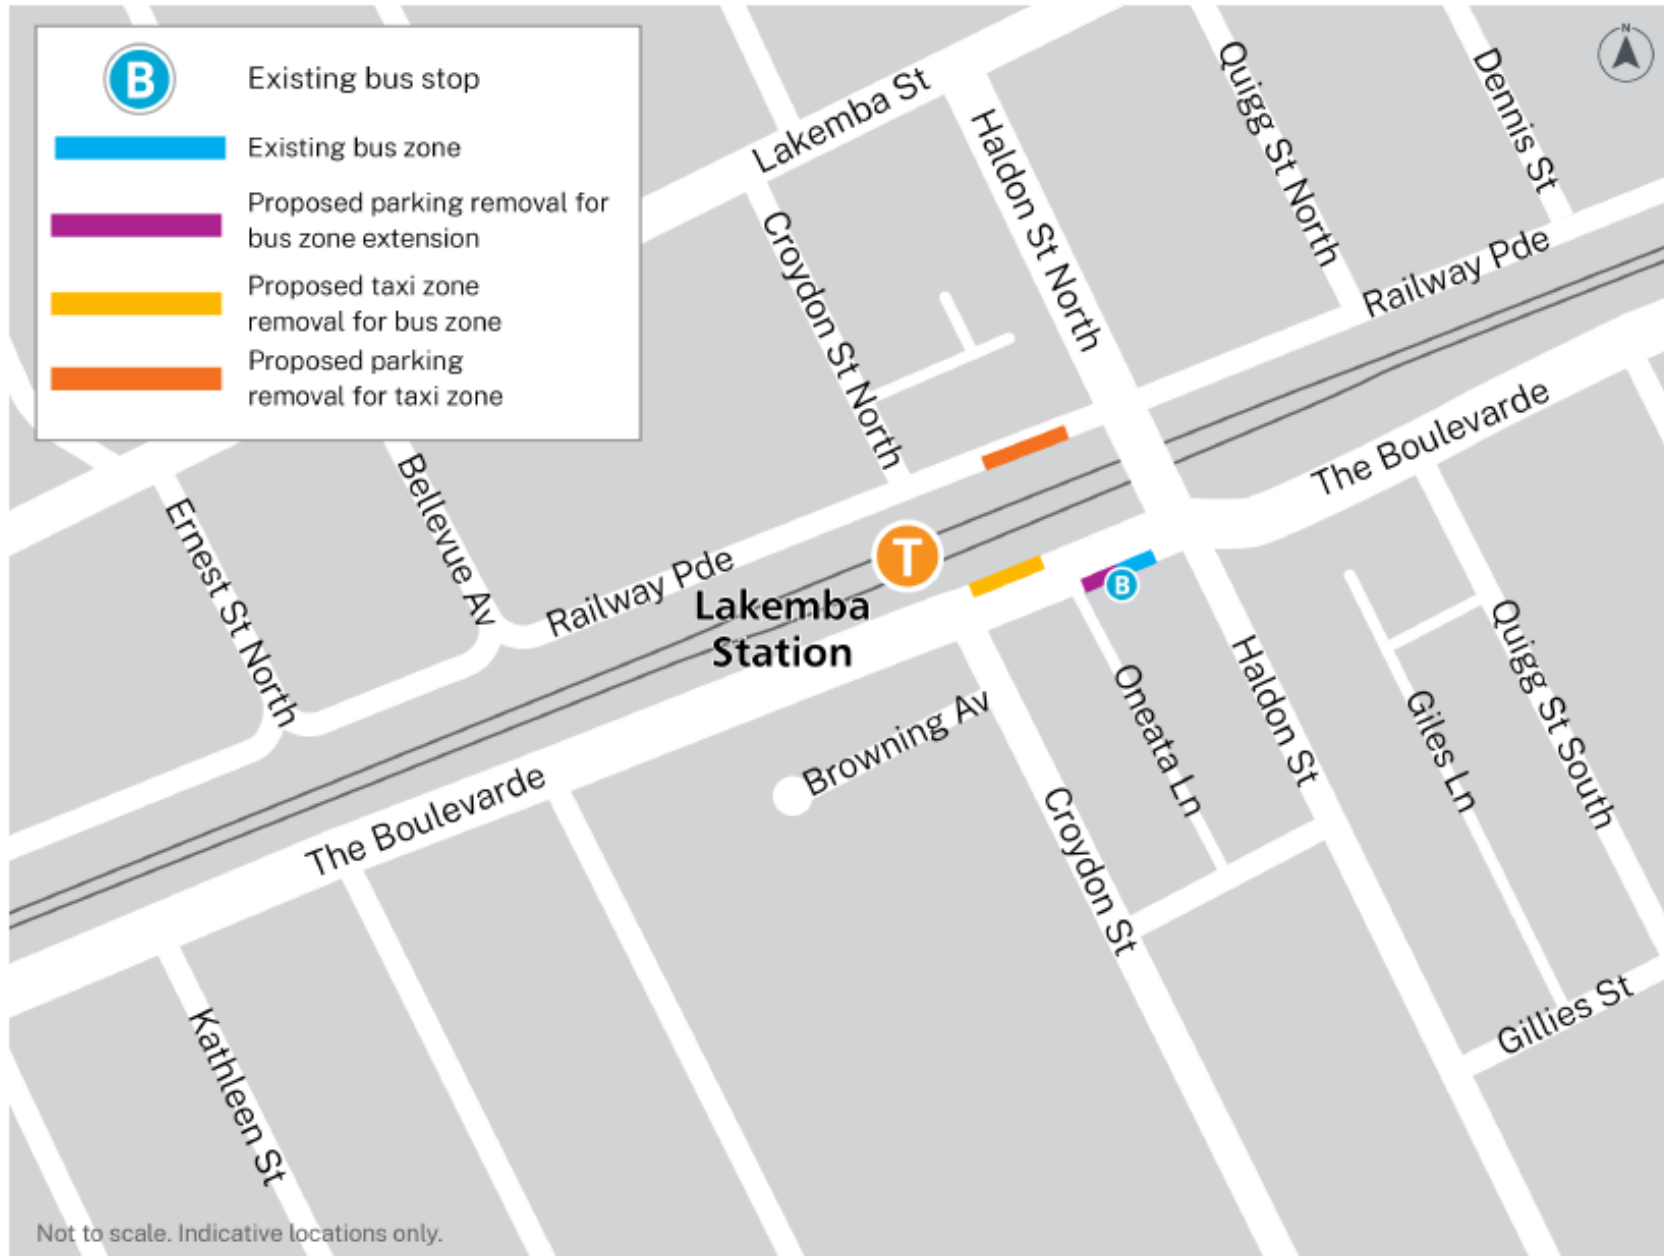 B
Existing bus stop
Existing bus zone
Proposed parking removal for
bus zone extension
Proposed taxi zone
removal for bus zone
Proposed parking
removal for taxi zone
N
Lakemba St
Haldon St North
Quigg St North
Dennis St
Croydon St North
Railway Pde
The Boulevarde
Bellevue Av
Ernest St North
Railway Pde
T
Lakemba
Station
B
Browning Av
Oneata Ln
Haldon St
Giles Ln
Quigg St South
The Boulevarde
Croydon St
Gillies St
Kathleen St
Not to scale. Indicative locations only.